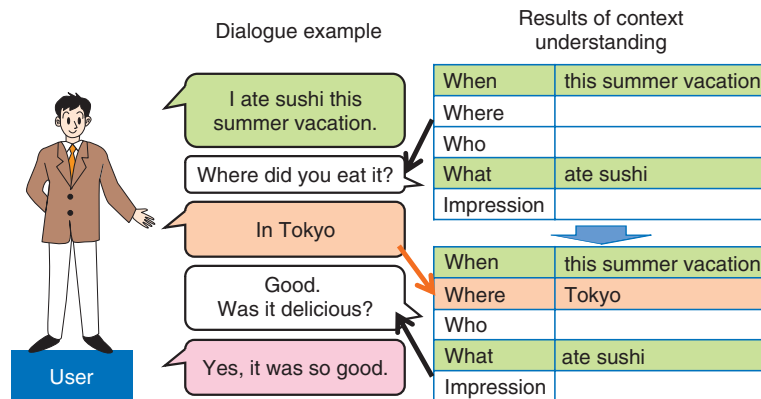 Dialogue example
Results of context
understanding
I ate sushi this
summer vacation.
Where did you eat it?
In Tokyo
Good.
Was it delicious?
Yes, it was so good.
User
When this summer vacation
Where
Who
What ate sushi
Impression
When this summer vacation
Where Tokyo
Who
What ate sushi
Impression